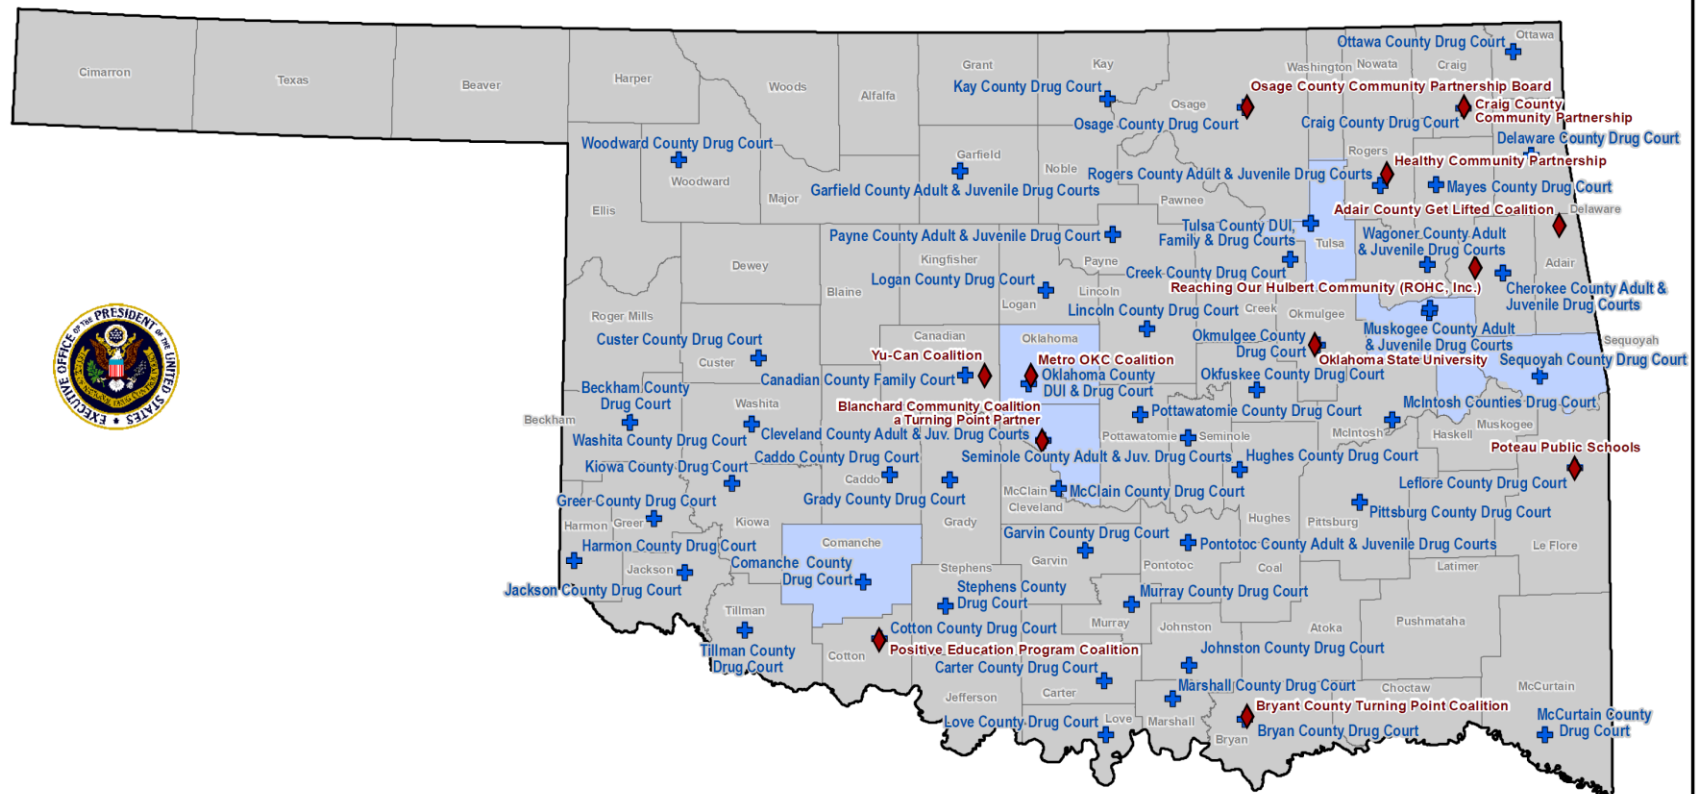 Ottawa
Ottawa County Drug Court
Cimarron
Texas
Beaver
Harper
Woods
Alfalfa
Grant
Kay
Washington
Nowata
Craig
Kay County Drug Court
Osage
Osage County Community Partnership Board
Osage County Drug Court
Craig County
Community Partnership
Craig County Drug Court
Delaware County Drug Court
Woodward County Drug Court
Woodward
Garfield
Garfield County Adult & Juvenile Drug Courts
Noble
Rogers
Healthy Community Partnership
Rogers County Adult & Juvenile Drug Courts
Mayes County Drug Court
Major
Ellis
Pawnee
Adair County Get Lifted Coalition
Delaware
Payne County Adult & Juvenile Drug Court
Tulsa County DUI,
Family & Drug Courts
Tulsa
Wagoner County Adult
& Juvenile Drug Courts
Dewey
Kingfisher
Payne
Adair
Logan County Drug Court
Creek County Drug Court
Blaine
Logan
Lincoln
Reaching Our Hulbert Community (ROHC, Inc.)
Cherokee County Adult &
Juvenile Drug Courts
Roger Mills
Lincoln County Drug Court
Creek
Okmulgee
Custer County Drug Court
Canadian
Oklahoma
Okmulgee County
Drug Court
Muskogee County Adult
& Juvenile Drug Courts
Sequoyah
Custer
Yu-Can Coalition
Metro OKC Coalition
Oklahoma State University
Sequoyah County Drug Court
Canadian County Family Court
Oklahoma County
DUI & Drug Court
Okfuskee County Drug Court
Beckham County
Drug Court
Washita
Blanchard Community Coalition
a Turning Point Partner
Pottawatomie County Drug Court
McIntosh Counties Drug Court
Beckham
Washita County Drug Court
Cleveland County Adult & Juv. Drug Courts
Pottawatomie
Seminole
McIntosh
Haskell
Muskogee
Poteau Public Schools
Kiowa County Drug Court
Caddo County Drug Court
Seminole County Adult & Juv. Drug Courts
Hughes County Drug Court
Caddo
Leflore County Drug Court
Greer County Drug Court
Grady County Drug Court
McClain
McClain County Drug Court
Cleveland
Pittsburg County Drug Court
Harmon
Greer
Kiowa
Grady
Hughes
Pittsburg
Harmon County Drug Court
Comanche
Garvin County Drug Court
Pontotoc County Adult & Juvenile Drug Courts
Le Flore
Jackson
Comanche County
Drug Court
Stephens
Garvin
Pontotoc
Coal
Latimer
Jackson County Drug Court
Stephens County
Drug Court
Murray County Drug Court
Tillman
Cotton County Drug Court
Murray
Johnston
Atoka
Pushmataha
Tillman County
Drug Court
Cotton
Positive Education Program Coalition
Johnston County Drug Court
Carter County Drug Court
Jefferson
Carter
Marshall County Drug Court
Choctaw
McCurtain
Love County Drug Court
Love
Marshall
Bryant County Turning Point Coalition
Bryan
Bryan County Drug Court
McCurtain County
Drug Court
EXECUTIVE OFFICE OF THE PRESIDENT OF THE UNITED STATES